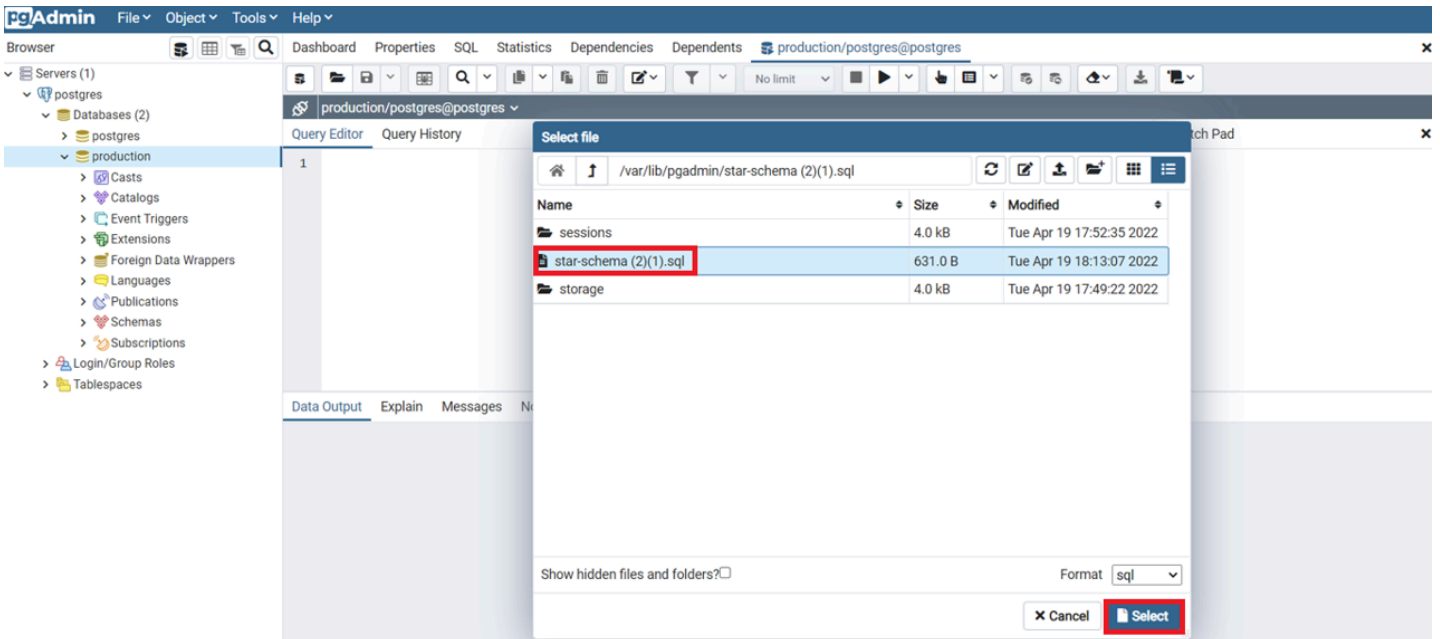 pgAdmin File Object Tools Help
Browser Dashboard Properties SQL Statistics Dependencies Dependents production/postgres@postgres
Servers (1)
postgres No limit
Databases (2) production/postgres@postgres
postgres Query Editor Query History Select file tch Pad
production 1
Casts /var/lib/pgadmin/star-schema (2)(1).sql
Catalogs
Event Triggers Name Size Modified
Extensions sessions 4.0 kB Tue Apr 19 17:52:35 2022
Foreign Data Wrappers star-schema (2)(1).sql 631.0 B Tue Apr 19 18:13:07 2022
Languages storage 4.0 kB Tue Apr 19 17:49:22 2022
Publications
Schemas
Subscriptions
Login/Group Roles
Tablespaces
Data Output Explain Messages No
Show hidden files and folders? Format sql
Cancel Select